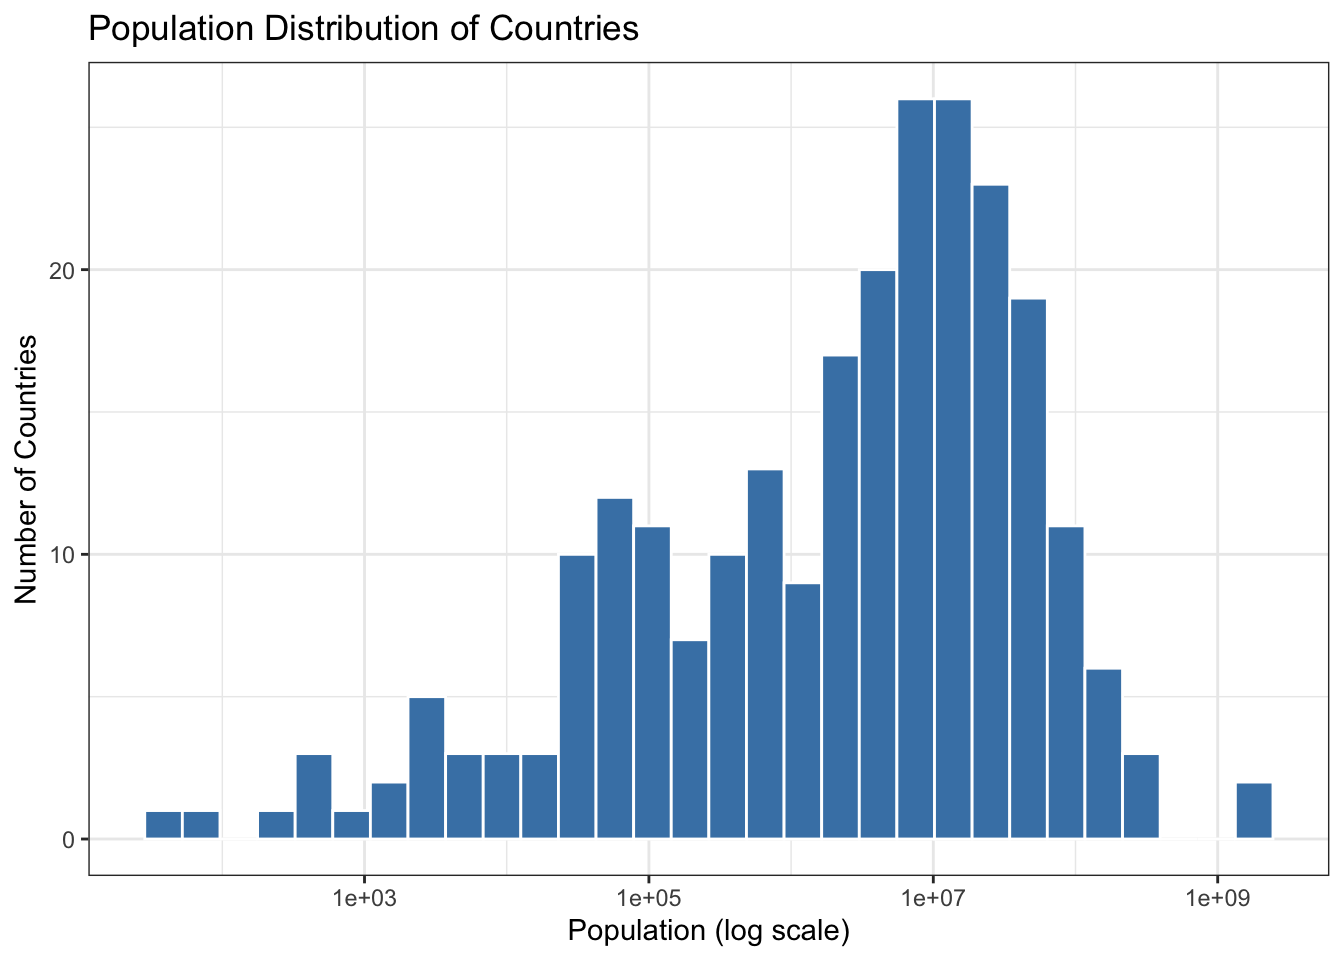 Population Distribution of Countries
Number of Countries
20
10
0
1e+03 1e+05 1e+07 1e+09
Population (log scale)